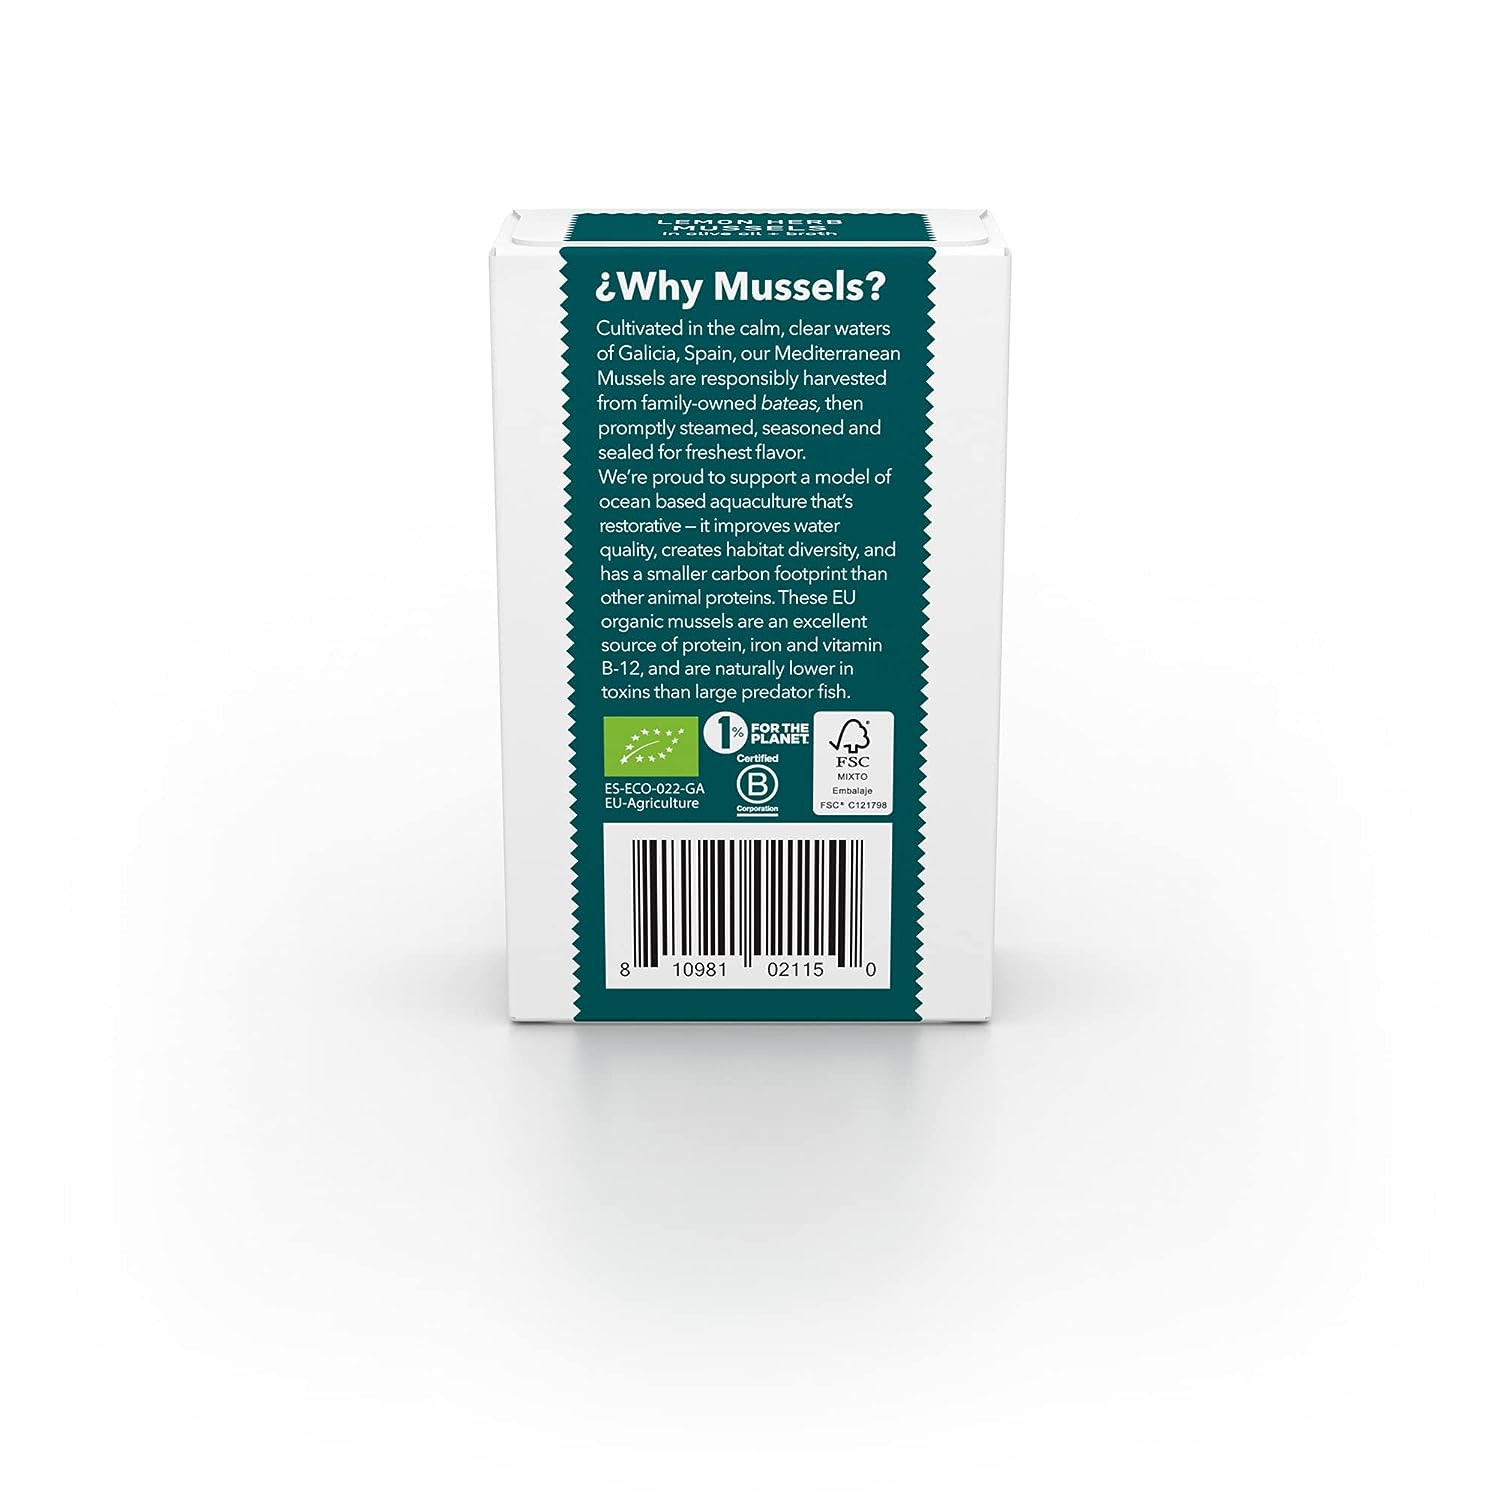 LEMON HERB
MUSSELS
in olive oil + broth
¿Why Mussels?
Cultivated in the calm, clear waters
of Galicia, Spain, our Mediterranean
Mussels are responsibly harvested
from family-owned bateas, then
promptly steamed, seasoned and
sealed for freshest flavor.
We're proud to support a model of
ocean based aquaculture that's
restorative – it improves water
quality, creates habitat diversity, and
has a smaller carbon footprint than
other animal proteins. These EU
organic mussels are an excellent
source of protein, iron and vitamin
B-12, and are naturally lower in
toxins than large predator fish.
1% FOR THE
PLANET
ES-ECO-022-GA
EU-Agriculture
Certified
B
Corporation
FSC®
MIXTO
Embalaje
FSC® C121798
8 10981 02115 0